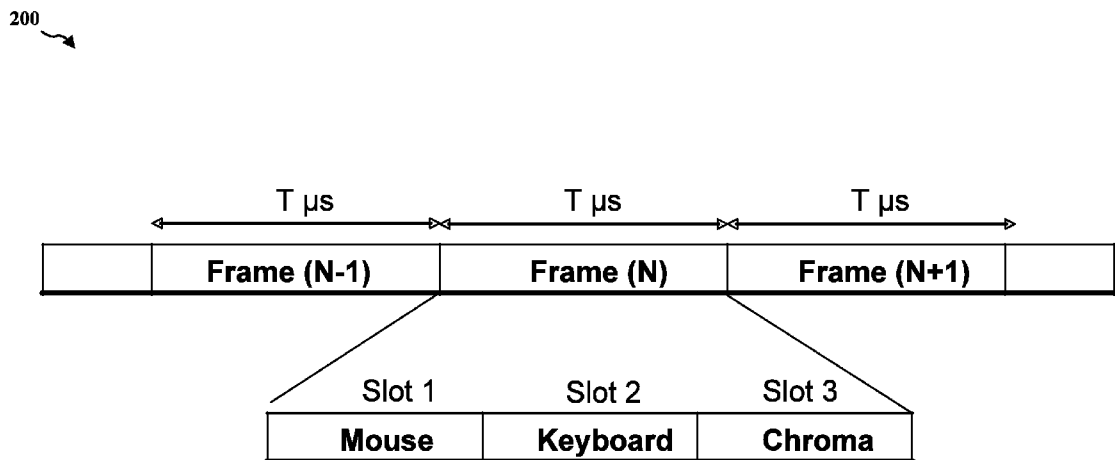 200
T µs T µs T µs
Frame (N-1) Frame (N) Frame (N+1)
Slot 1 Slot 2 Slot 3
Mouse Keyboard Chroma